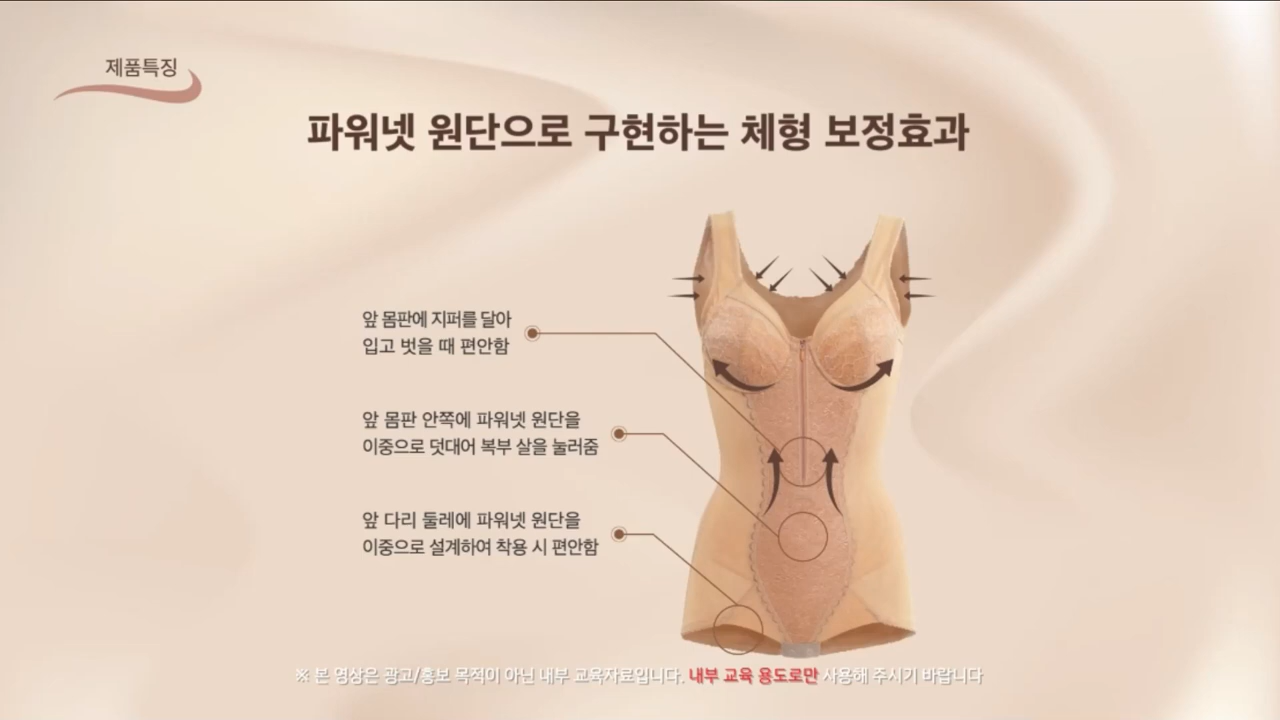 제품특징
파워넷 원단으로 구현하는 체형 보정효과
앞 몸판에 지퍼를 달아
입고 벗을 때 편안함
앞 몸판 안쪽에 파워넷 원단을
이중으로 덧대어 복부 살을 눌러줌
앞 다리 둘레에 파워넷 원단을
이중으로 설계하여 착용 시 편안함
※ 본 영상은 광고/홍보 목적이 아닌 내부 교육자료입니다. 내부 교육 용도로만 사용해 주시기 바랍니다